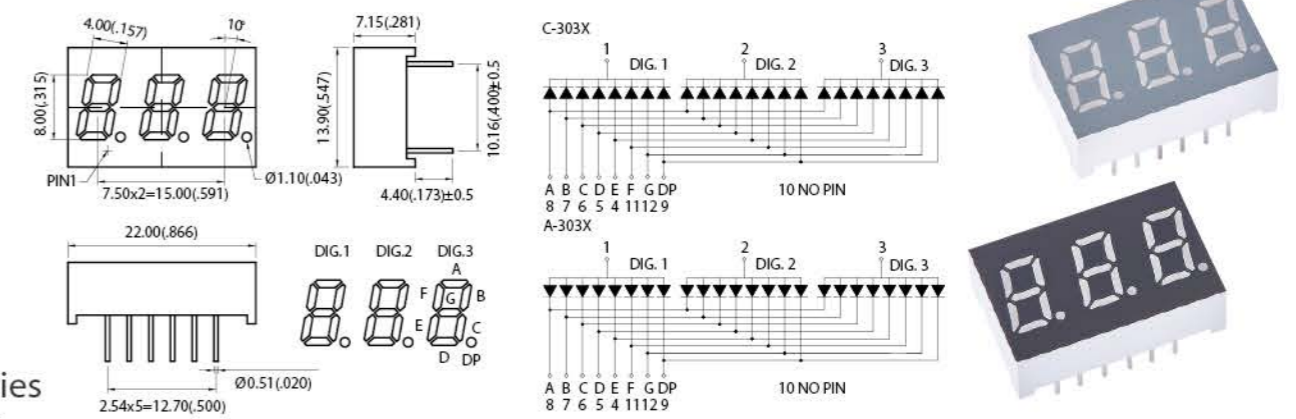 4.00(.157)
10°
8.00(.315)
PIN1
7.50x2=15.00(.591)
Ø1.10(.043)
7.15(.281)
13.90(.547)
10.16(.400)±0.5
4.40(.173)±0.5
22.00(.866)
Ø0.51(.020)
2.54x5=12.70(.500)
ies
DIG.1 DIG.2 DIG.3
A
F G B
E C
D DP
C-303X
1 2 3
DIG. 1 DIG. 2 DIG. 3
A B C D E F G DP 10 NO PIN
8 7 6 5 4 11 12 9
A-303X
1 2 3
DIG. 1 DIG. 2 DIG. 3
A B C D E F G DP 10 NO PIN
8 7 6 5 4 11 12 9